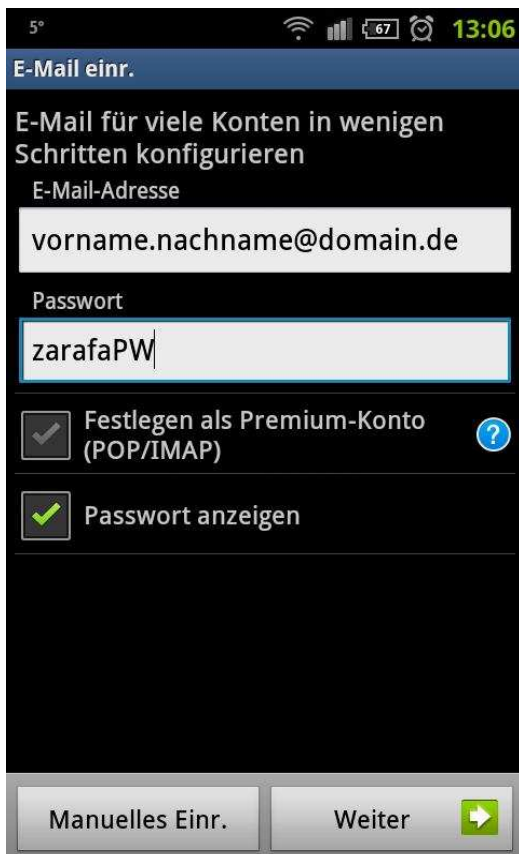 5°
67
13:06
E-Mail einr.
E-Mail für viele Konten in wenigen
Schritten konfigurieren
E-Mail-Adresse
vorname.nachname@domain.de
Passwort
zarafaPW
Festlegen als Premium-Konto
(POP/IMAP)
?
Passwort anzeigen
Manuelles Einr.
Weiter